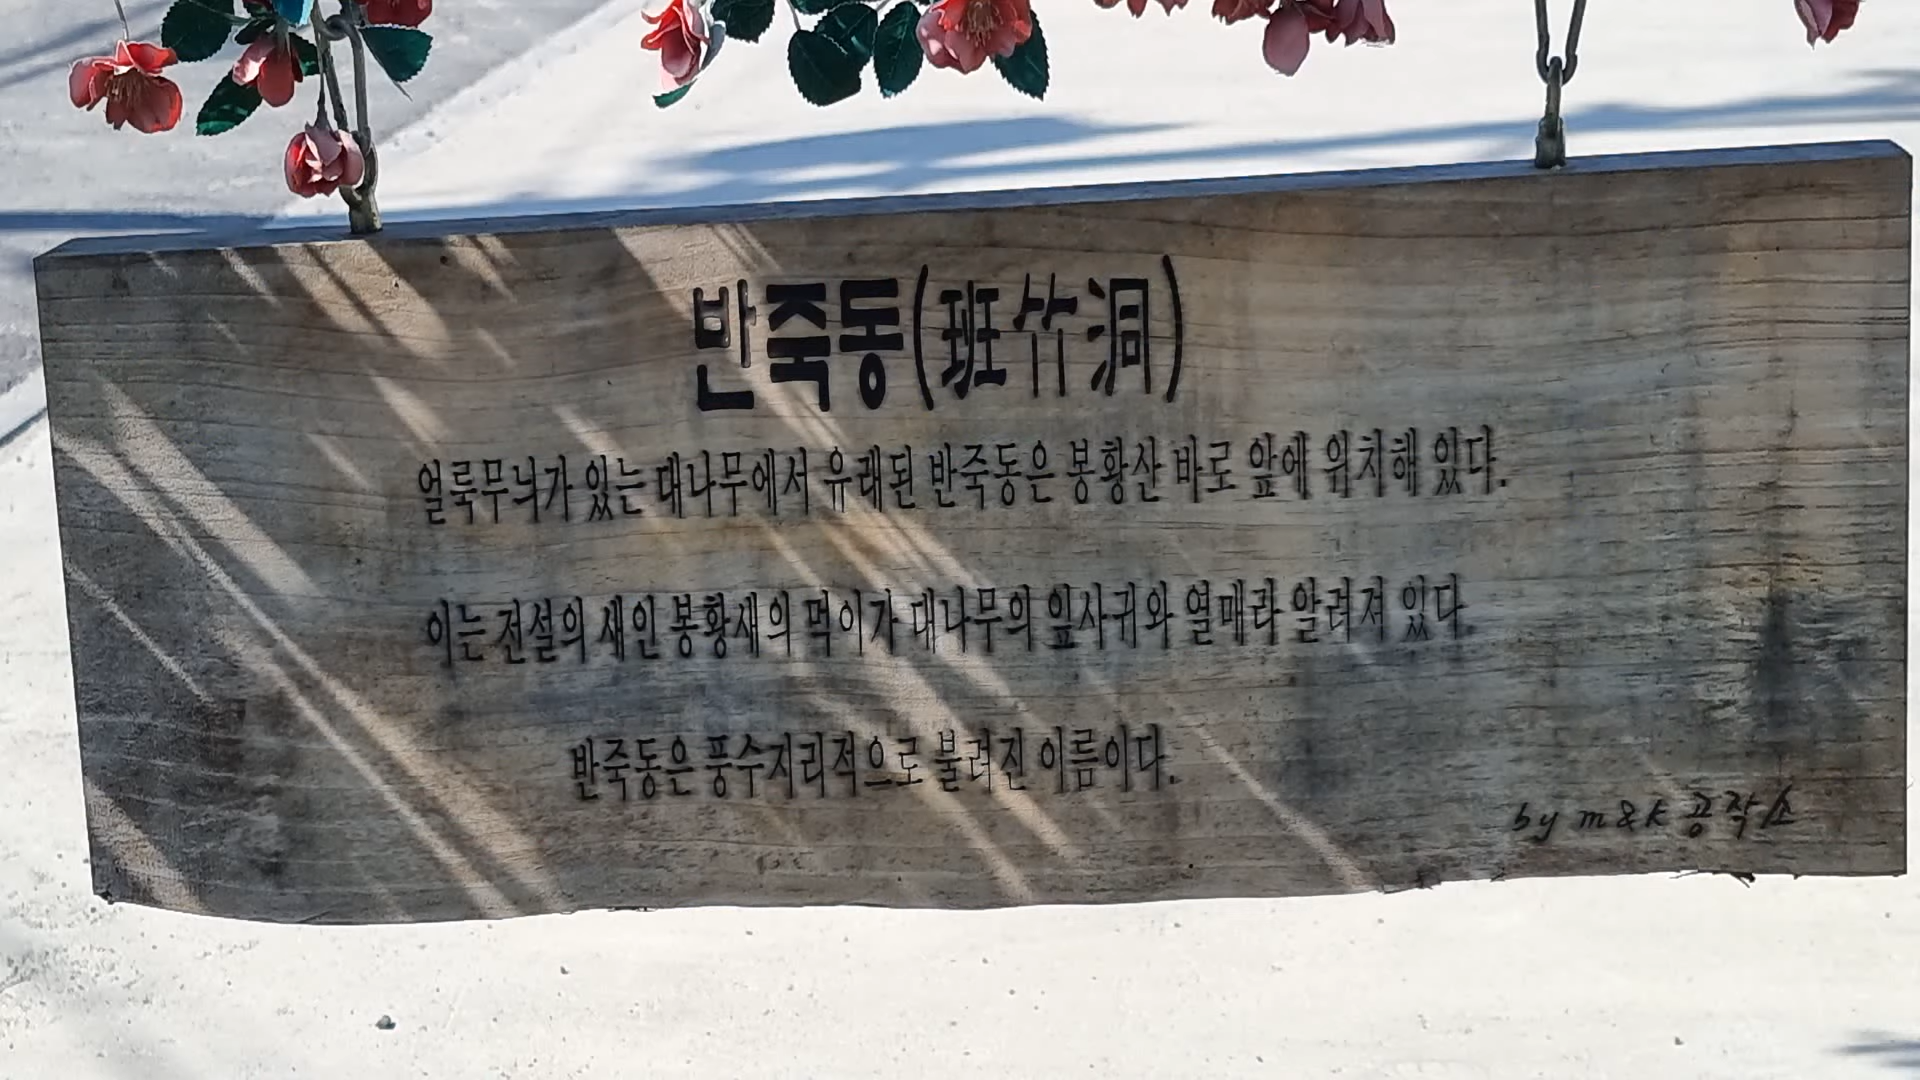 반죽동(班竹洞)
얼룩무늬가 있는 대나무에서 유래된 반죽동은 봉황산 바로 앞에 위치해 있다.
이는 전설의 새인 봉황새의 먹이가 대나무의 잎사귀와 열매라 알려져 있다.
반죽동은 풍수지리적으로 불려진 이름이다.
by m & K 공작소